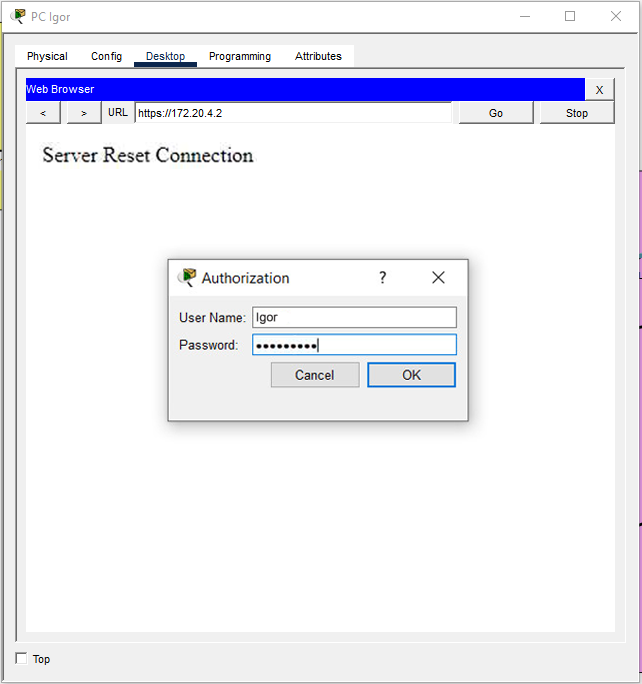 PC Igor
Physical Config Desktop Programming Attributes
Web Browser X
< > URL https://172.20.4.2 Go Stop
Server Reset Connection
Authorization ?
User Name: Igor
Password: •••••••••
Cancel OK
Top